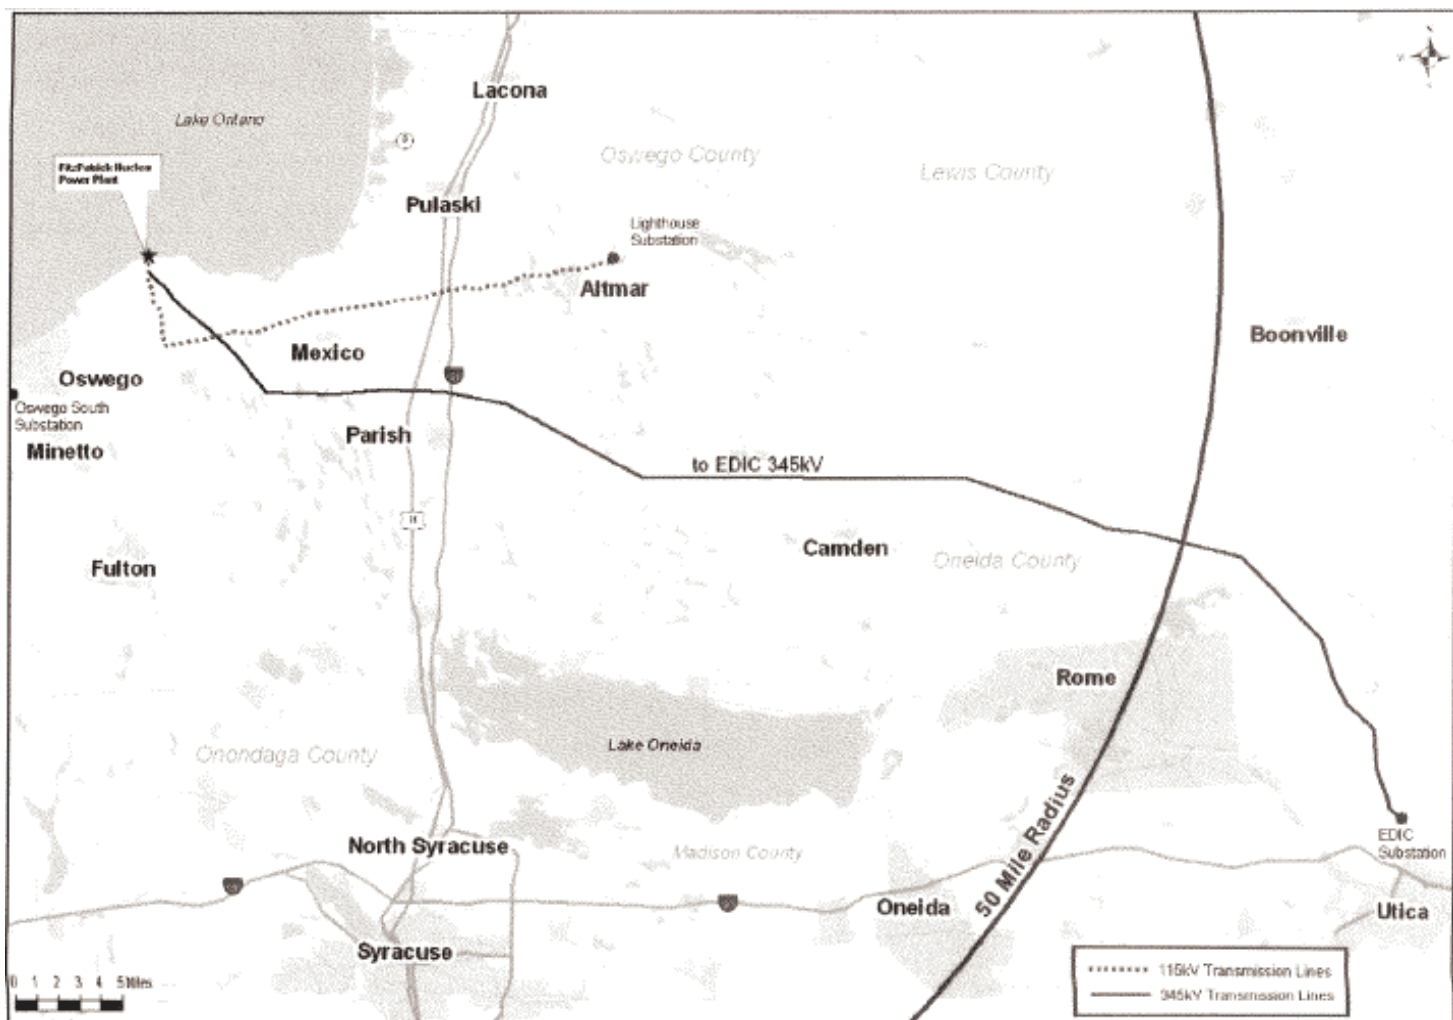 Lacona
Lake Ontario
FitzPatrick Nuclear
Power Plant
Oswego County
Lewis County
Pulaski
Lighthouse
Substation
Altmar
Boonville
Mexico
Oswego
Oswego South
Substation
Parish
Minetto
to EDIC 345kV
Camden
Oneida County
Fulton
Rome
Lake Oneida
Onondaga County
50 Mile Radius
EDIC
Substation
North Syracuse
Madison County
Oneida
Utica
Syracuse
0 1 2 3 4 5 Miles
115kV Transmission Lines
345kV Transmission Lines